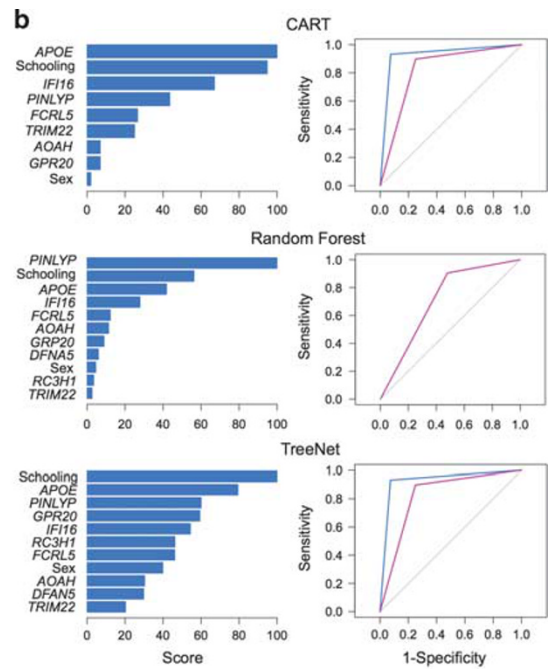 b
CART
APOE
Schooling
IFI16
PINLYP
FCRL5
TRIM22
AOAH
GPR20
Sex
0 20 40 60 80 100
Sensitivity
1.0
0.8
0.6
0.4
0.2
0.0
0.0 0.2 0.4 0.6 0.8 1.0
Random Forest
PINLYP
Schooling
APOE
IFI16
FCRL5
AOAH
GRP20
DFNA5
Sex
RC3H1
TRIM22
0 20 40 60 80 100
Sensitivity
1.0
0.8
0.6
0.4
0.2
0.0
0.0 0.2 0.4 0.6 0.8 1.0
TreeNet
Schooling
APOE
PINLYP
GPR20
IFI16
RC3H1
FCRL5
Sex
AOAH
DFAN5
TRIM22
0 20 40 60 80 100
Score
Sensitivity
1.0
0.8
0.6
0.4
0.2
0.0
0.0 0.2 0.4 0.6 0.8 1.0
1-Specificity